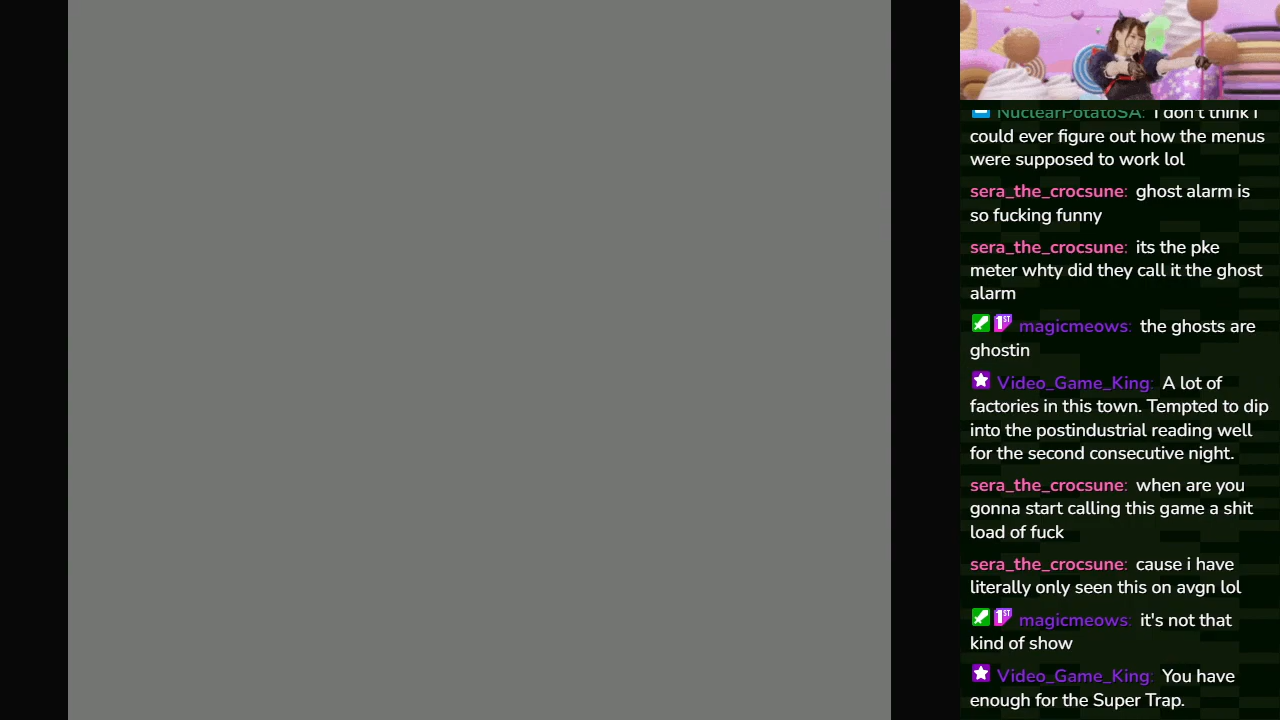 NuclearPotatoSA: I don't think I
could ever figure out how the menus
were supposed to work lol
sera_the_crocsune: ghost alarm is
so fucking funny
sera_the_crocsune: its the pke
meter whty did they call it the ghost
alarm
1ST magicmeows: the ghosts are
ghostin
Video_Game_King: A lot of
factories in this town. Tempted to dip
into the postindustrial reading well
for the second consecutive night.
sera_the_crocsune: when are you
gonna start calling this game a shit
load of fuck
sera_the_crocsune: cause i have
literally only seen this on avgn lol
1ST magicmeows: it's not that
kind of show
Video_Game_King: You have
enough for the Super Trap.